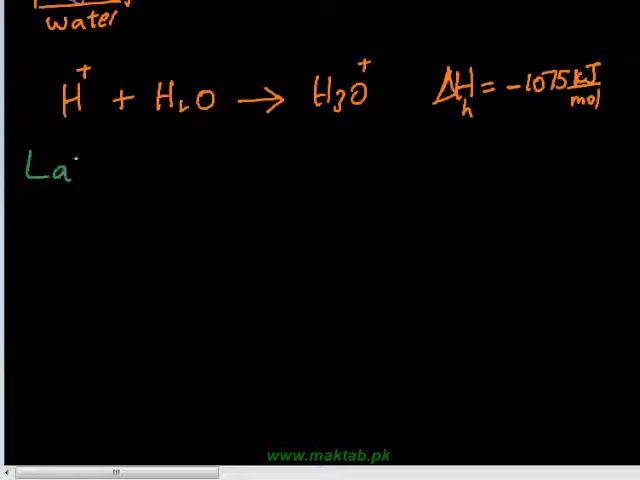 water
H⁺ + H₂O → H₃O⁺ ΔHₕ = -1075 kJ/mol
La
www.maktab.pk